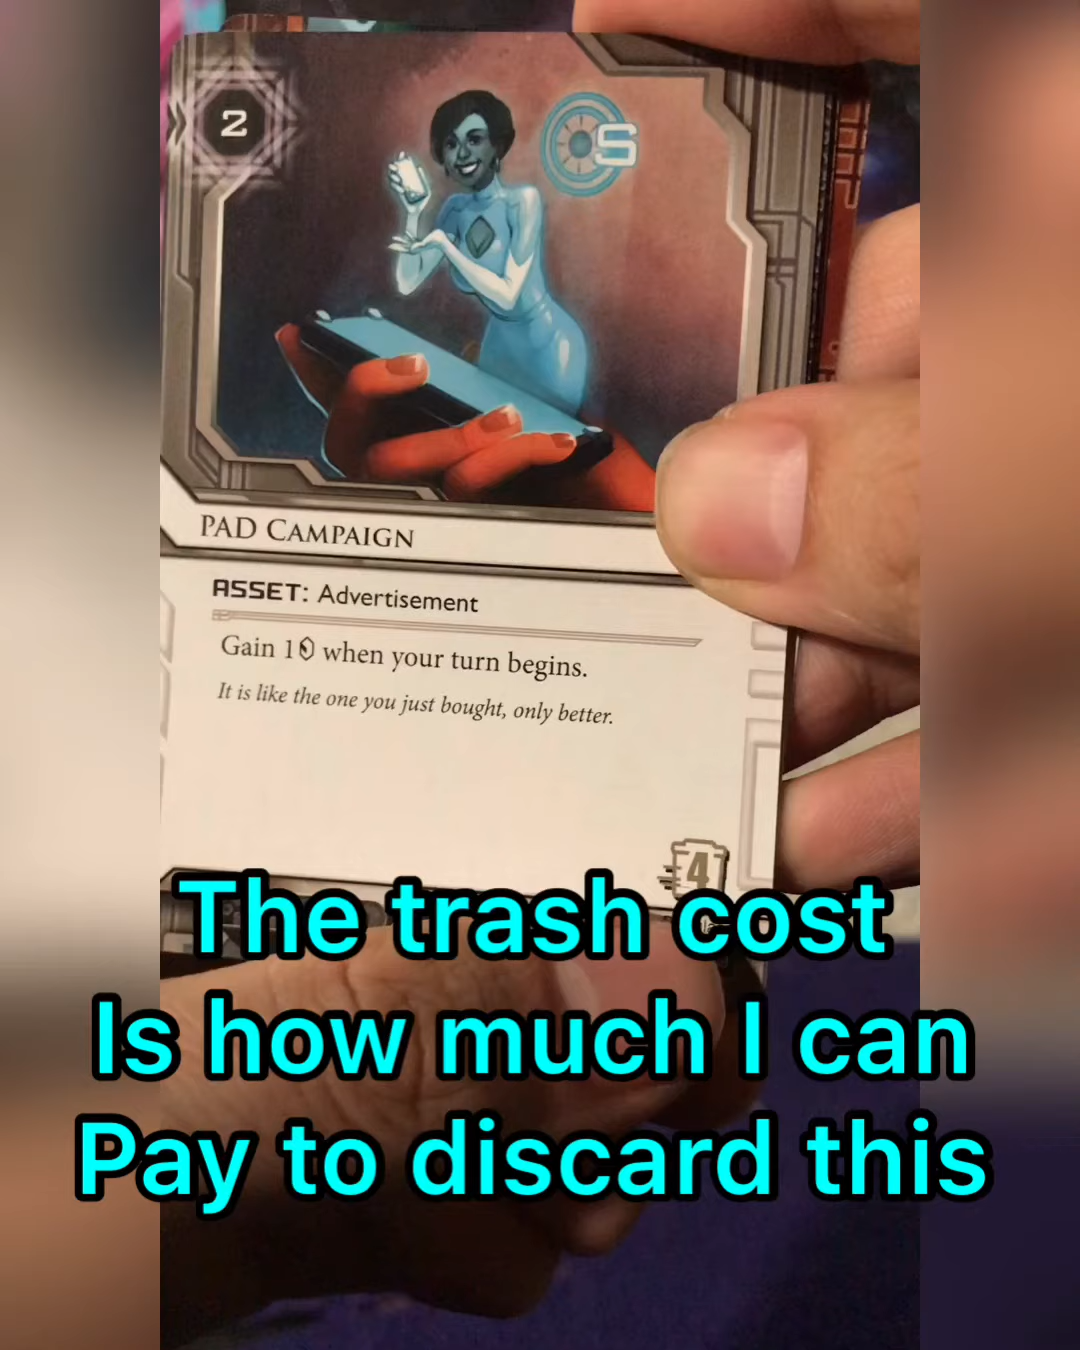 2
S
PAD CAMPAIGN
ASSET: Advertisement
Gain 1 when your turn begins.
It is like the one you just bought, only better.
4
The trash cost
Is how much I can
Pay to discard this